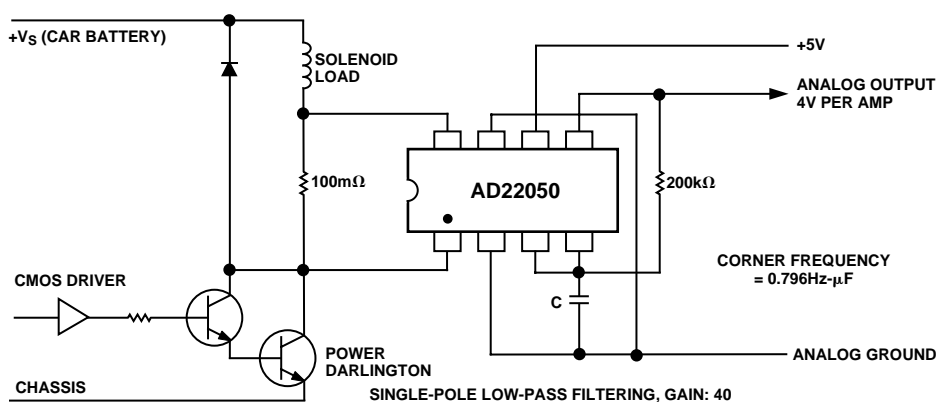 +VS (CAR BATTERY)
SOLENOID
LOAD
+5V
ANALOG OUTPUT
4V PER AMP
100mΩ
AD22050
200kΩ
CORNER FREQUENCY
= 0.796Hz-μF
CMOS DRIVER
C
POWER
DARLINGTON
ANALOG GROUND
CHASSIS
SINGLE-POLE LOW-PASS FILTERING, GAIN: 40